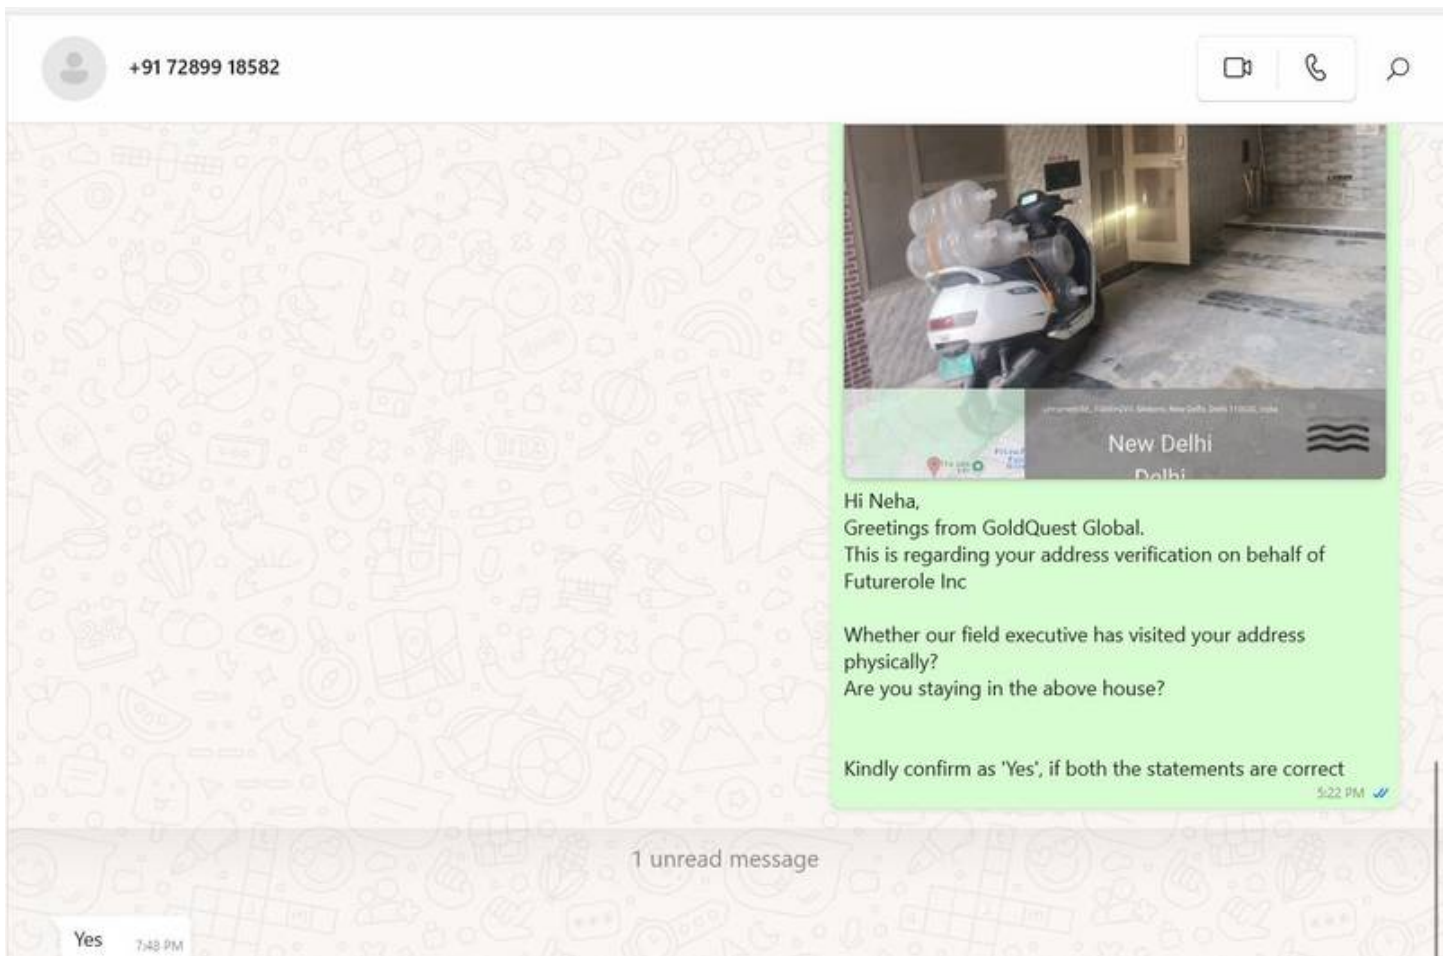 +91 72899 18582
New Delhi
Delhi
Hi Neha,
Greetings from GoldQuest Global.
This is regarding your address verification on behalf of
Futurerole Inc
Whether our field executive has visited your address
physically?
Are you staying in the above house?
Kindly confirm as 'Yes', if both the statements are correct
5:22 PM
1 unread message
Yes
7:48 PM